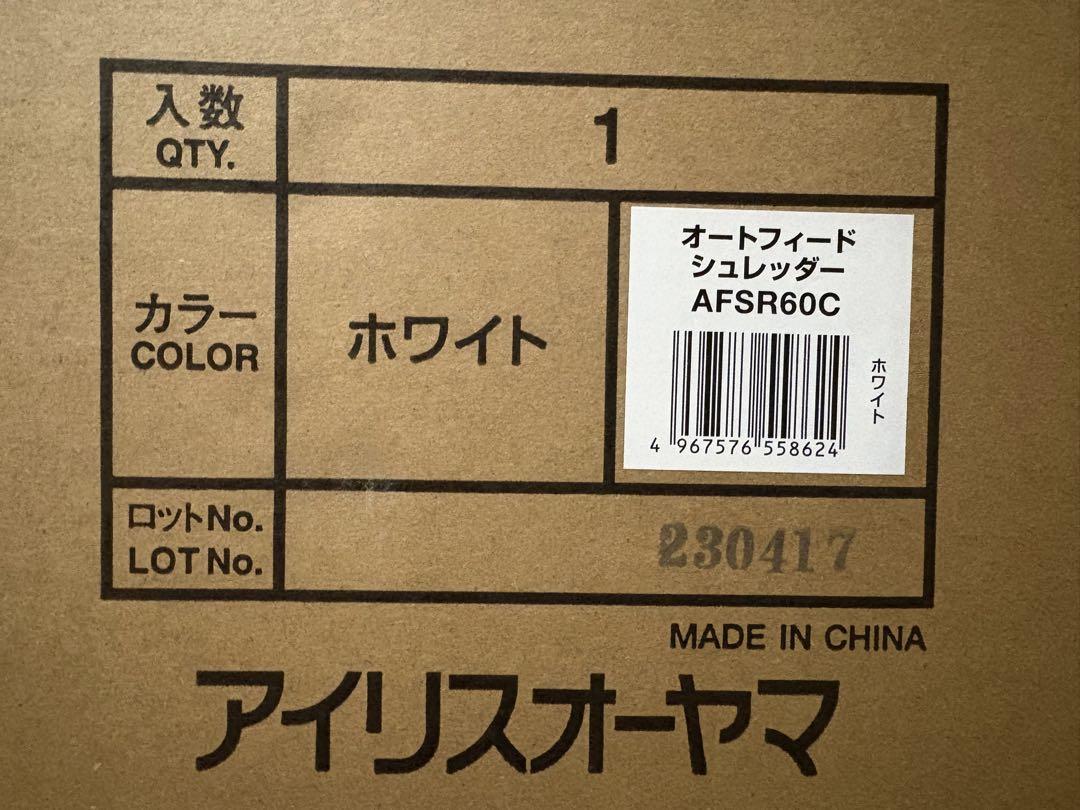 入数
QTY.
1
カラー
COLOR
ホワイト
オートフィード
シュレッダー
AFSR60C
ホワイト
4 967576 558624
ロットNo.
LOT No.
230417
MADE IN CHINA
アイリスオーヤマ